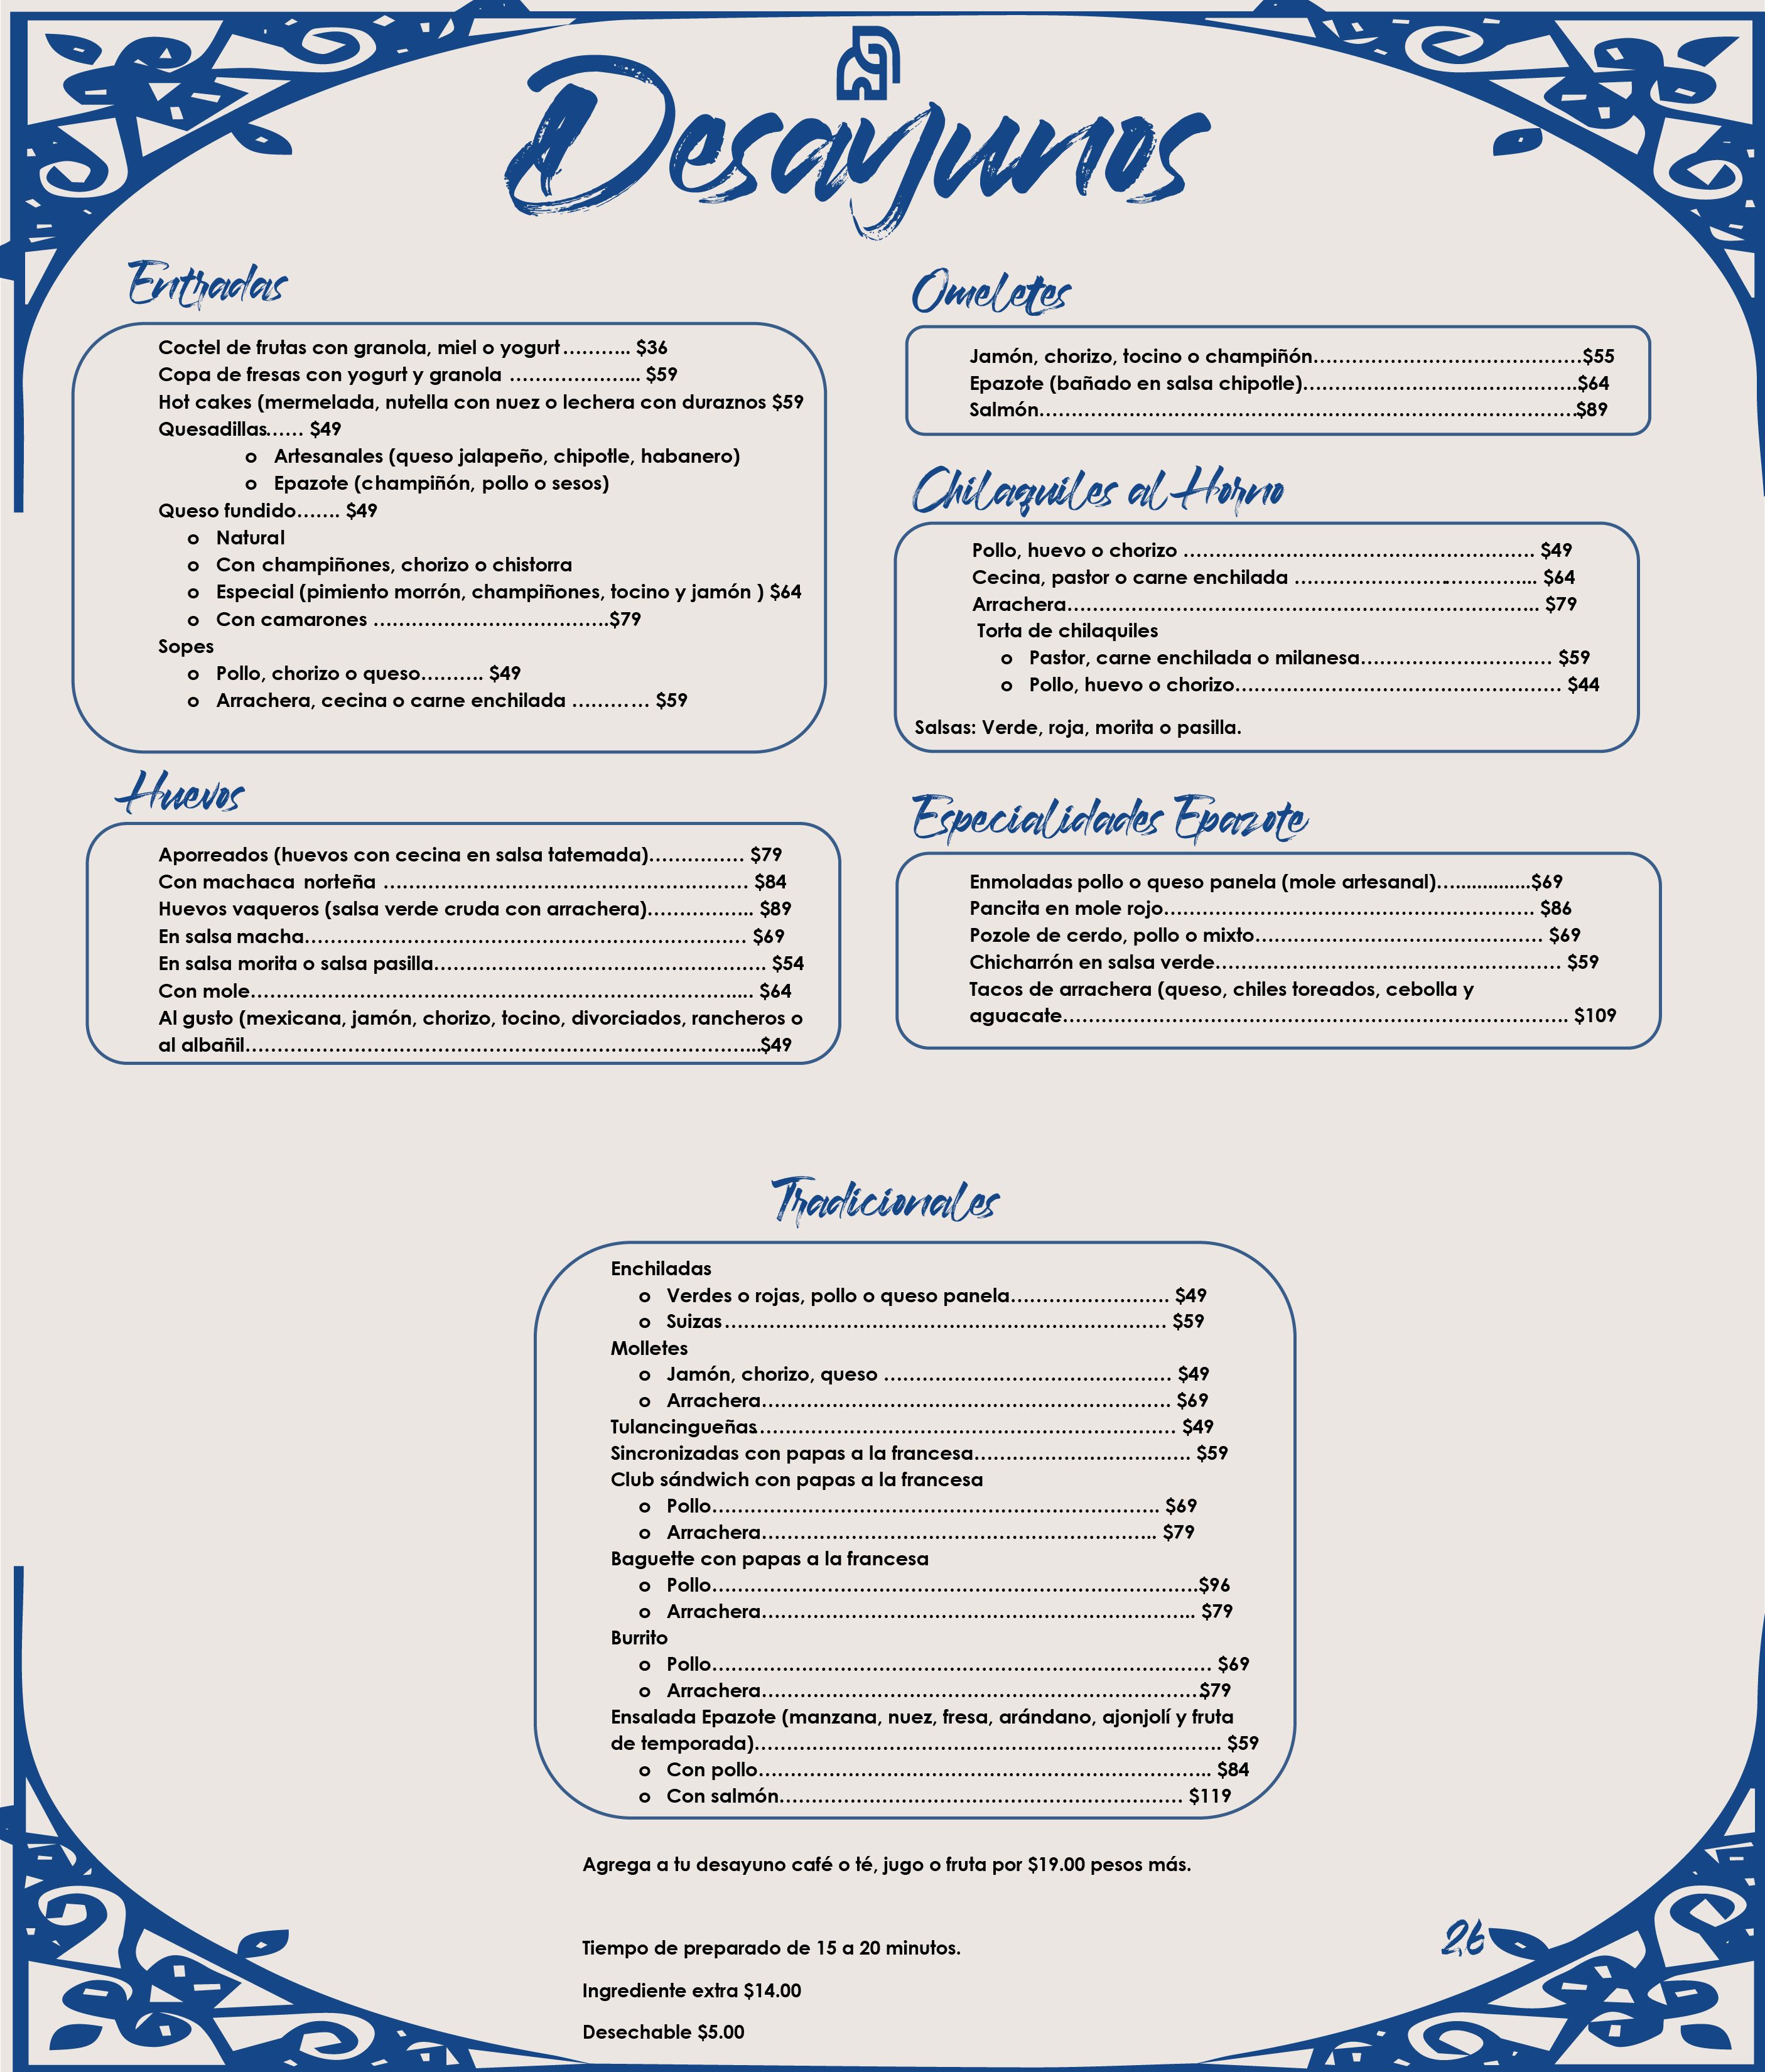 Desayunos
Entradas
Coctel de frutas con granola, miel o yogurt........... $36
Copa de fresas con yogurt y granola ..................... $59
Hot cakes (mermelada, nutella con nuez o lechera con duraznos $59
Quesadillas...... $49
o Artesanales (queso jalapeño, chipotle, habanero)
o Epazote (champiñón, pollo o sesos)
Queso fundido....... $49
o Natural
o Con champiñones, chorizo o chistorra
o Especial (pimiento morrón, champiñones, tocino y jamón ) $64
o Con camarones .....................................$79
Sopes
o Pollo, chorizo o queso.......... $49
o Arrachera, cecina o carne enchilada ............ $59
Huevos
Aporreados (huevos con cecina en salsa tatemada)............... $79
Con machaca norteña ......................................................... $84
Huevos vaqueros (salsa verde cruda con arrachera)................. $89
En salsa macha..................................................................... $69
En salsa morita o salsa pasilla.................................................... $54
Con mole.............................................................................. $64
Al gusto (mexicana, jamón, chorizo, tocino, divorciados, rancheros o
al albañil.................................................................................$49
Omeletes
Jamón, chorizo, tocino o champiñón..........................................$55
Epazote (bañado en salsa chipotle)...........................................$64
Salmón....................................................................................$89
Chilaquiles al Horno
Pollo, huevo o chorizo ....................................................... $49
Cecina, pastor o carne enchilada ...................................... $64
Arrachera.......................................................................... $79
Torta de chilaquiles
o Pastor, carne enchilada o milanesa.............................. $59
o Pollo, huevo o chorizo................................................... $44
Salsas: Verde, roja, morita o pasilla.
Especialidades Epazote
Enmoladas pollo o queso panela (mole artesanal)................$69
Pancita en mole rojo.......................................................... $86
Pozole de cerdo, pollo o mixto............................................. $69
Chicharrón en salsa verde...................................................... $59
Tacos de arrachera (queso, chiles toreados, cebolla y
aguacate............................................................................... $109
Tradicionales
Enchiladas
o Verdes o rojas, pollo o queso panela......................... $49
o Suizas..................................................................... $59
Molletes
o Jamón, chorizo, queso ............................................. $49
o Arrachera................................................................ $69
Tulancingueñas.................................................................. $49
Sincronizadas con papas a la francesa.................................. $59
Club sándwich con papas a la francesa
o Pollo...................................................................... $69
o Arrachera.............................................................. $79
Baguette con papas a la francesa
o Pollo............................................................................$96
o Arrachera.................................................................... $79
Burrito
o Pollo.............................................................................. $69
o Arrachera.....................................................................$79
Ensalada Epazote (manzana, nuez, fresa, arándano, ajonjolí y fruta
de temporada)......................................................................... $59
o Con pollo....................................................................... $84
o Con salmón............................................................... $119
Agrega a tu desayuno café o té, jugo o fruta por $19.00 pesos más.
26
Tiempo de preparado de 15 a 20 minutos.
Ingrediente extra $14.00
Desechable $5.00